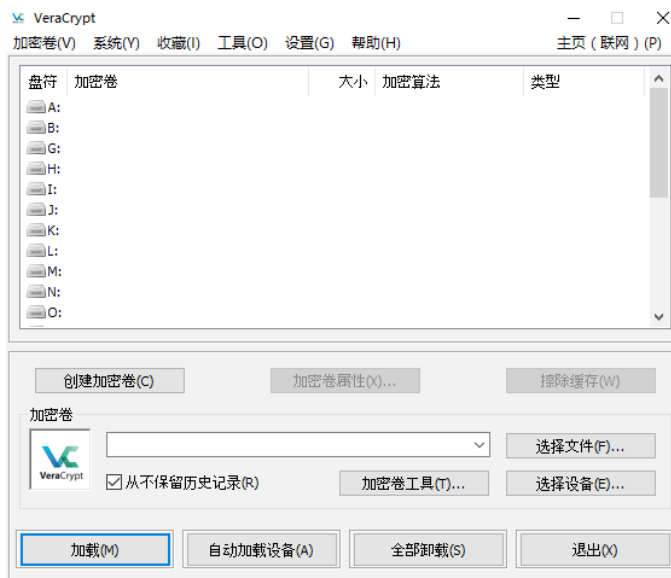 VeraCrypt
加密卷(V) 系统(Y) 收藏(I) 工具(O) 设置(G) 帮助(H) 主页 ( 联网 ) (P)
盘符 加密卷 大小 加密算法 类型
A:
B:
G:
H:
I:
J:
K:
L:
M:
N:
O:
创建加密卷(C) 加密卷属性(X)... 擦除缓存(W)
加密卷
选择文件(F)...
VeraCrypt
从不保留历史记录(R) 加密卷工具(T)... 选择设备(E)...
加载(M) 自动加载设备(A) 全部卸载(S) 退出(X)